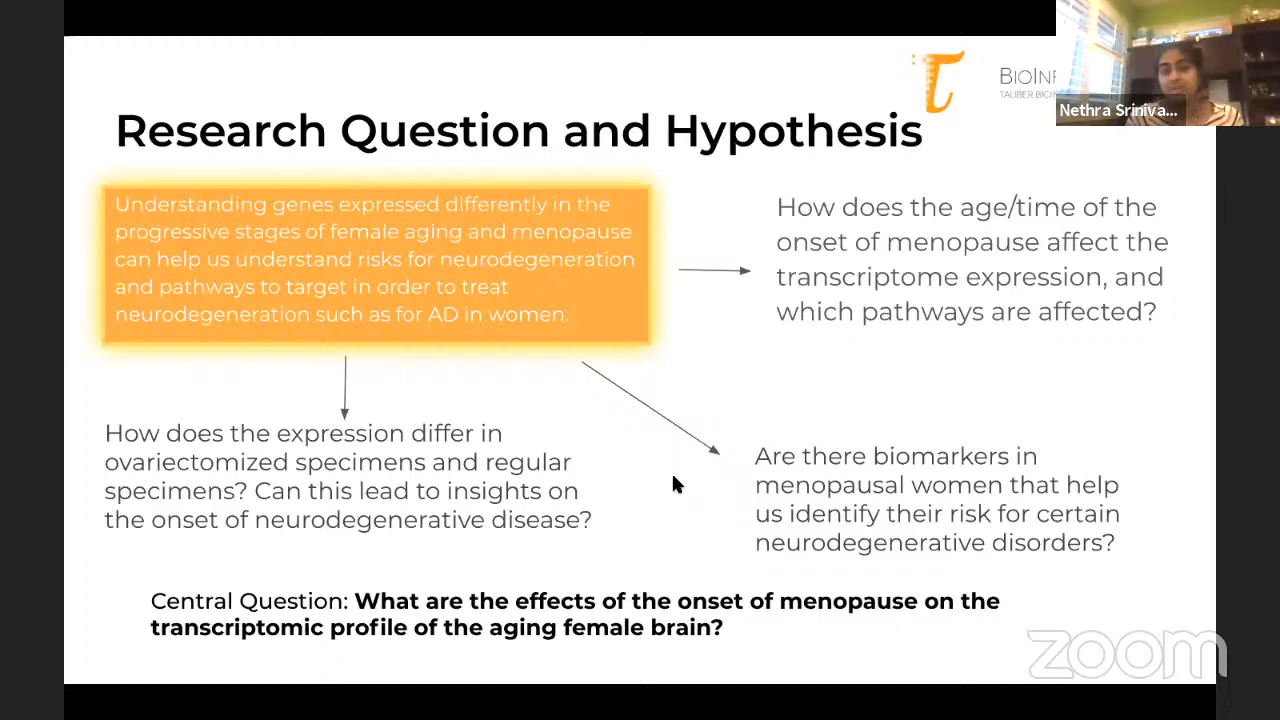 BIOINF
TAUBER BIOIN
Nethra Sriniva...
Research Question and Hypothesis
Understanding genes expressed differently in the
progressive stages of female aging and menopause
can help us understand risks for neurodegeneration
and pathways to target in order to treat
neurodegeneration such as for AD in women.
How does the age/time of the
onset of menopause affect the
transcriptome expression, and
which pathways are affected?
How does the expression differ in
ovariectomized specimens and regular
specimens? Can this lead to insights on
the onset of neurodegenerative disease?
Are there biomarkers in
menopausal women that help
us identify their risk for certain
neurodegenerative disorders?
Central Question: What are the effects of the onset of menopause on the
transcriptomic profile of the aging female brain?
zoom